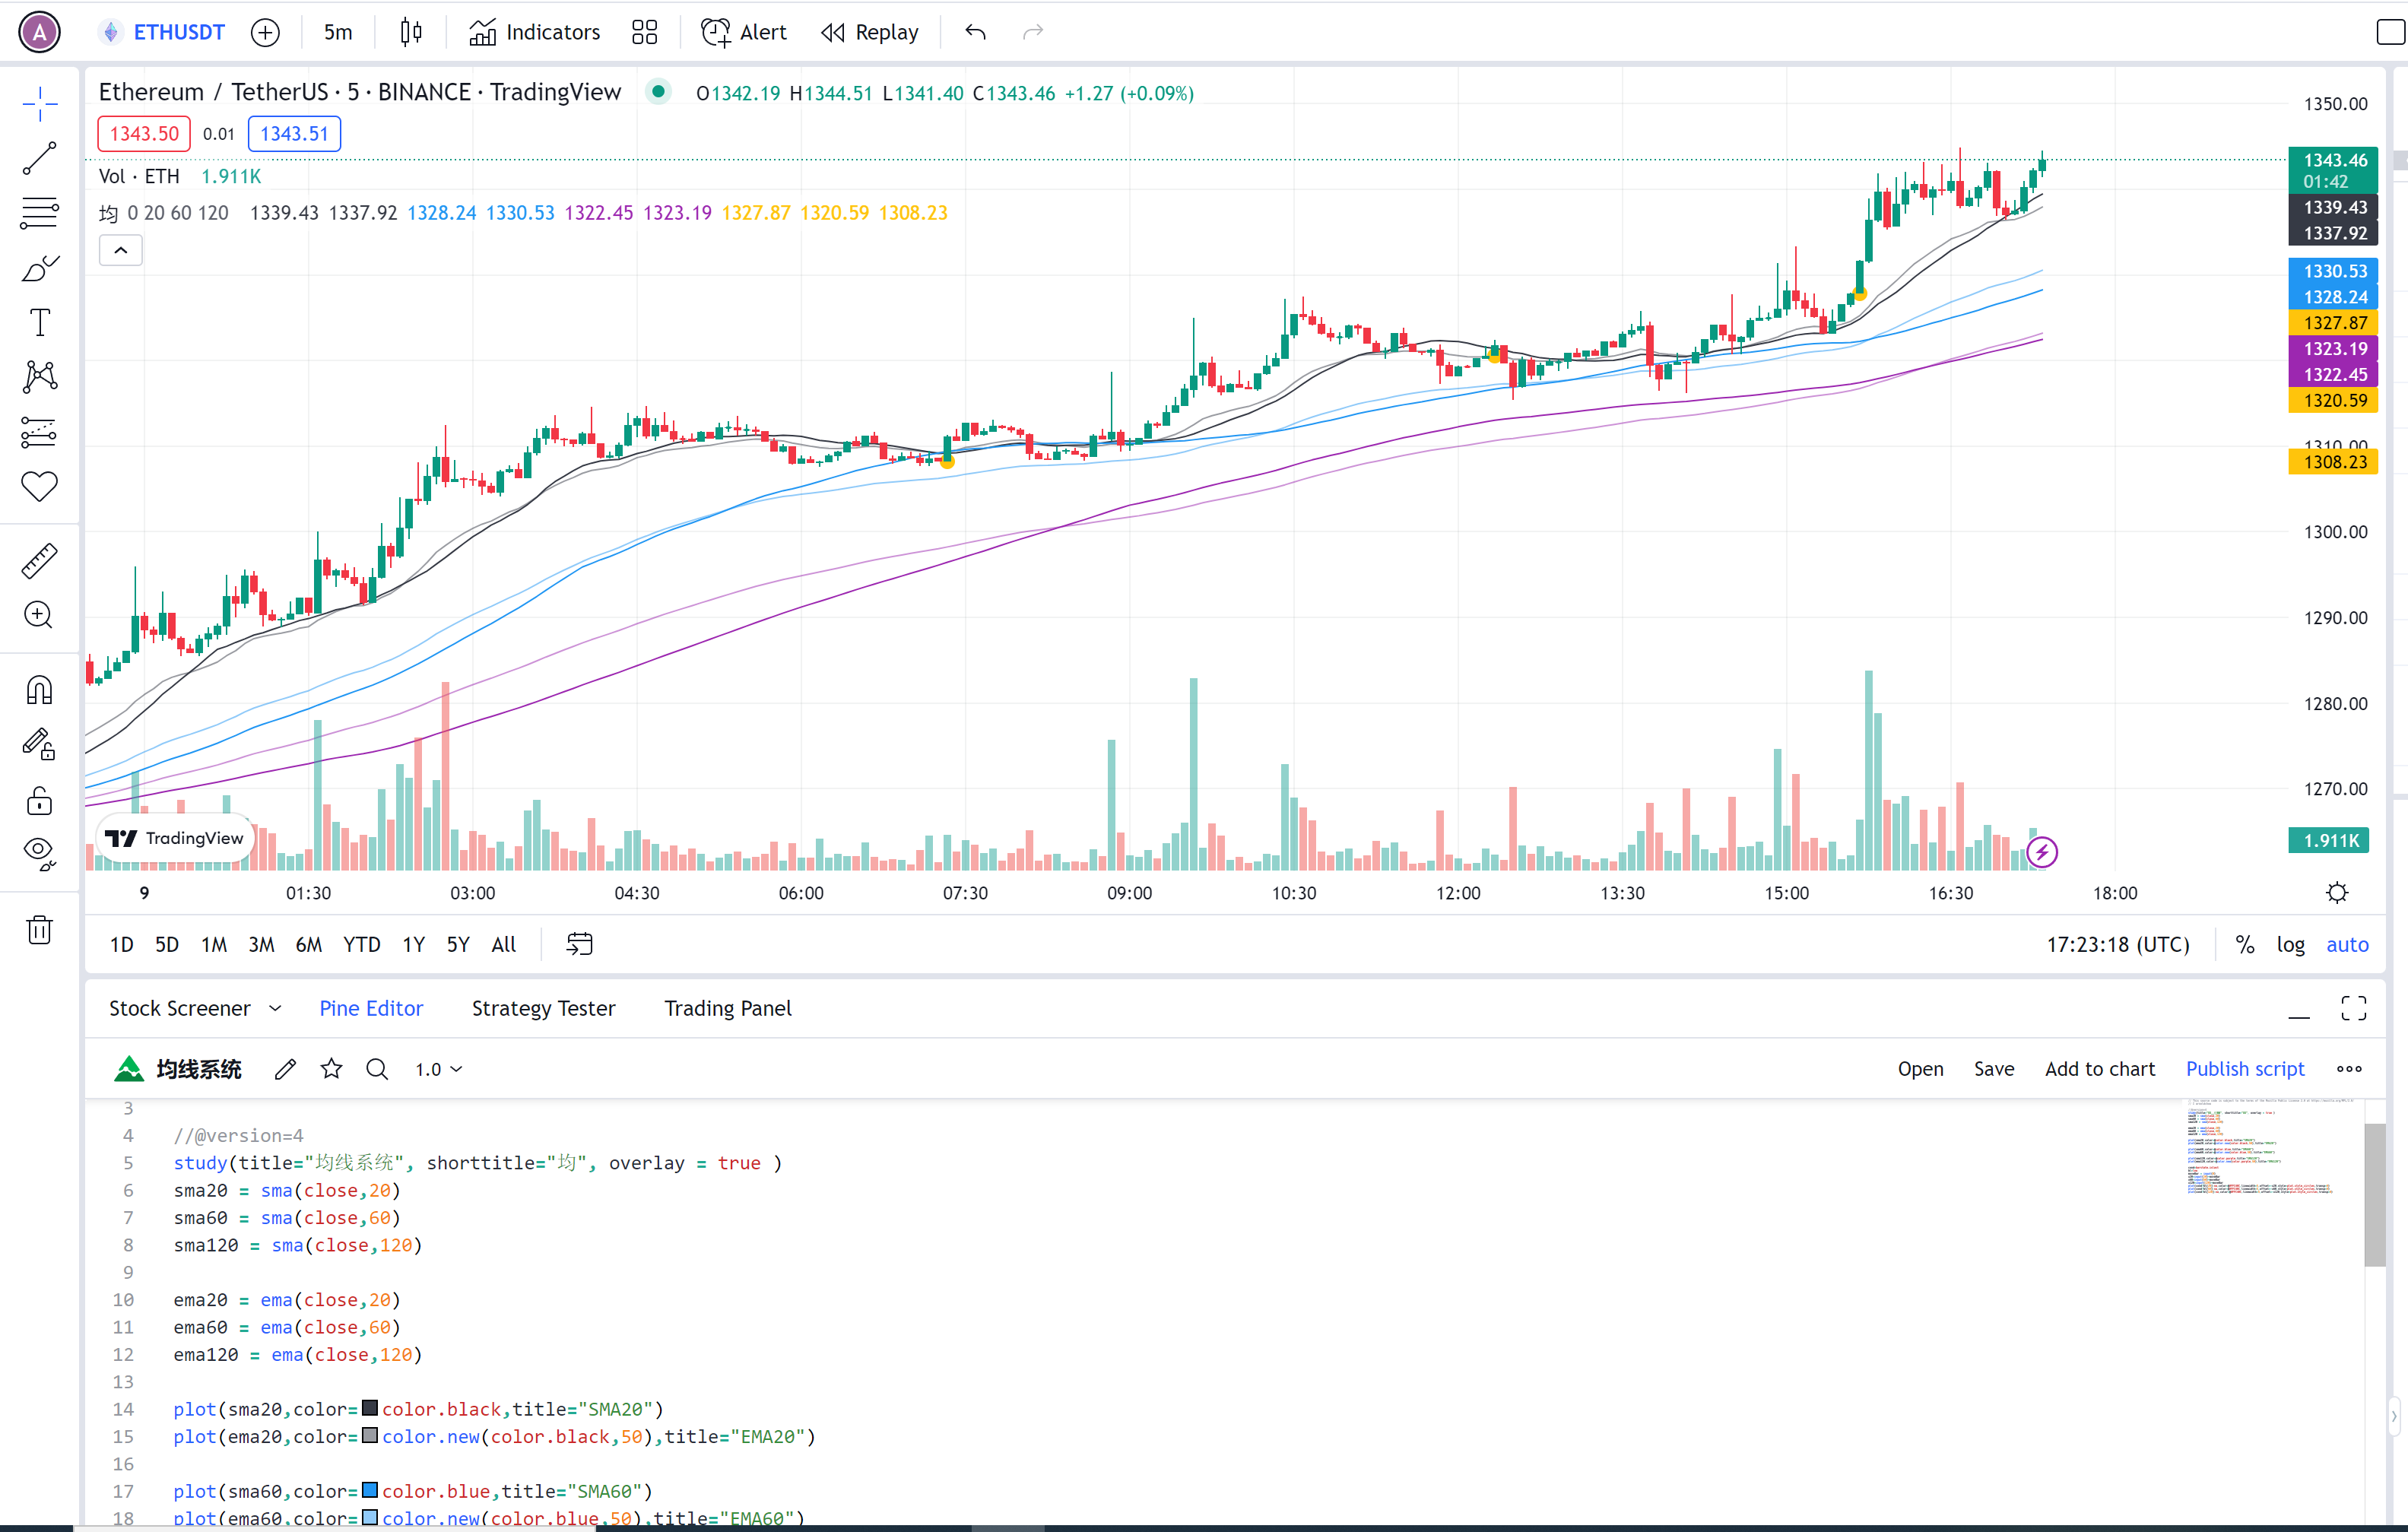 A ETHUSDT 5m Indicators Alert Replay
Ethereum / TetherUS · 5 · BINANCE · TradingView O1342.19 H1344.51 L1341.40 C1343.46 +1.27 (+0.09%)
1343.50 0.01 1343.51
Vol · ETH 1.911K
均 0 20 60 120 1339.43 1337.92 1328.24 1330.53 1322.45 1323.19 1327.87 1320.59 1308.23
1350.00
1343.46
01:42
1339.43
1337.92
1330.53
1328.24
1327.87
1323.19
1322.45
1320.59
1310.00
1308.23
1300.00
1290.00
1280.00
1270.00
1.911K
TradingView
9 01:30 03:00 04:30 06:00 07:30 09:00 10:30 12:00 13:30 15:00 16:30 18:00
1D 5D 1M 3M 6M YTD 1Y 5Y All 17:23:18 (UTC) % log auto
Stock Screener Pine Editor Strategy Tester Trading Panel
均线系统 1.0 Open Save Add to chart Publish script
3
4 //@version=4
5 study(title="均线系统", shorttitle="均", overlay = true )
6 sma20 = sma(close,20)
7 sma60 = sma(close,60)
8 sma120 = sma(close,120)
9
10 ema20 = ema(close,20)
11 ema60 = ema(close,60)
12 ema120 = ema(close,120)
13
14 plot(sma20,color=color.black,title="SMA20")
15 plot(ema20,color=color.new(color.black,50),title="EMA20")
16
17 plot(sma60,color=color.blue,title="SMA60")
18 plot(ema60,color=color.new(color.blue,50),title="EMA60")